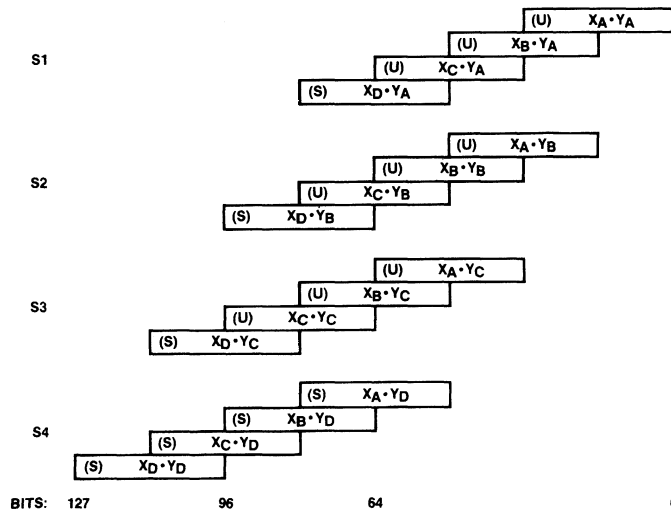 (U) XA•YA
(U) XB•YA
S1
(U) XC•YA
(S) XD•YA
(U) XA•YB
(U) XB•YB
S2
(U) XC•YB
(S) XD•YB
(U) XA•YC
(U) XB•YC
S3
(U) XC•YC
(S) XD•YC
(S) XA•YD
(S) XB•YD
S4
(S) XC•YD
(S) XD•YD
BITS: 127 96 64